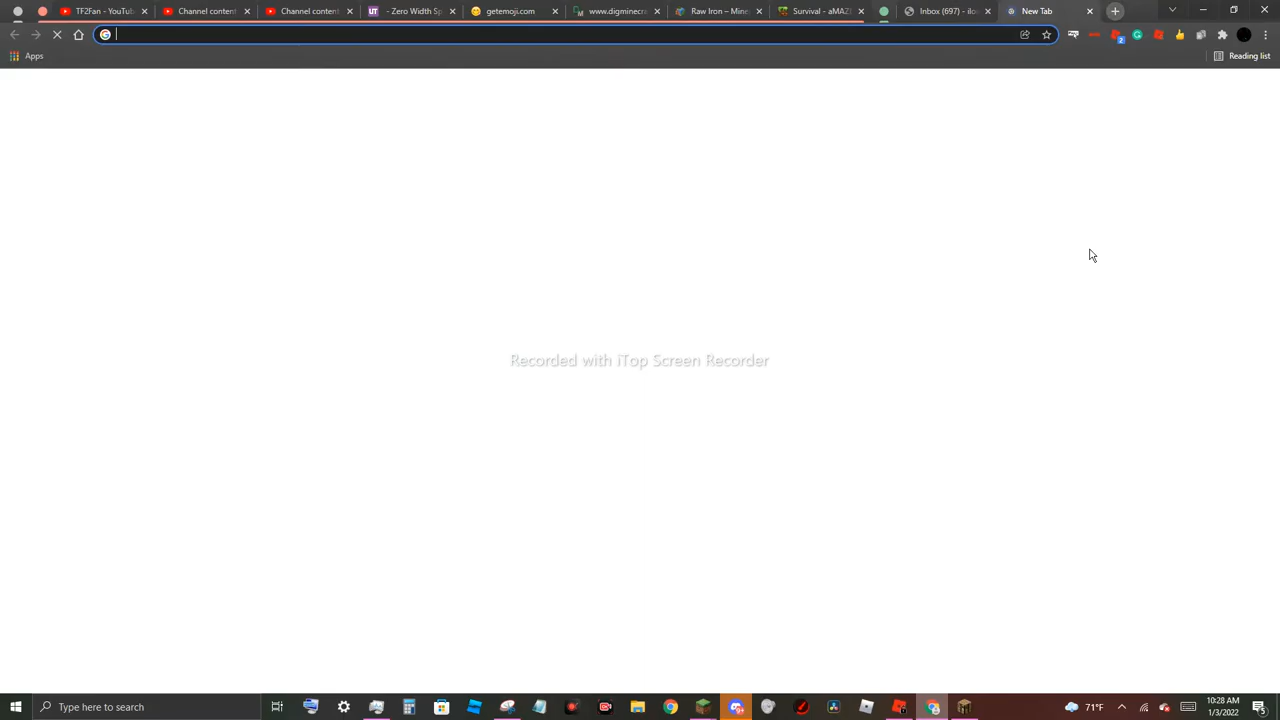 TF2Fan - YouTub
Channel content
Channel content
UT - Zero Width Sp
getemoji.com
www.digminecr
Raw Iron – Mine
Survival - aMAZ
Inbox (697) - ilo
New Tab
Apps
Reading list
Recorded with iTop Screen Recorder
Type here to search
71°F
10:28 AM
1/3/2022